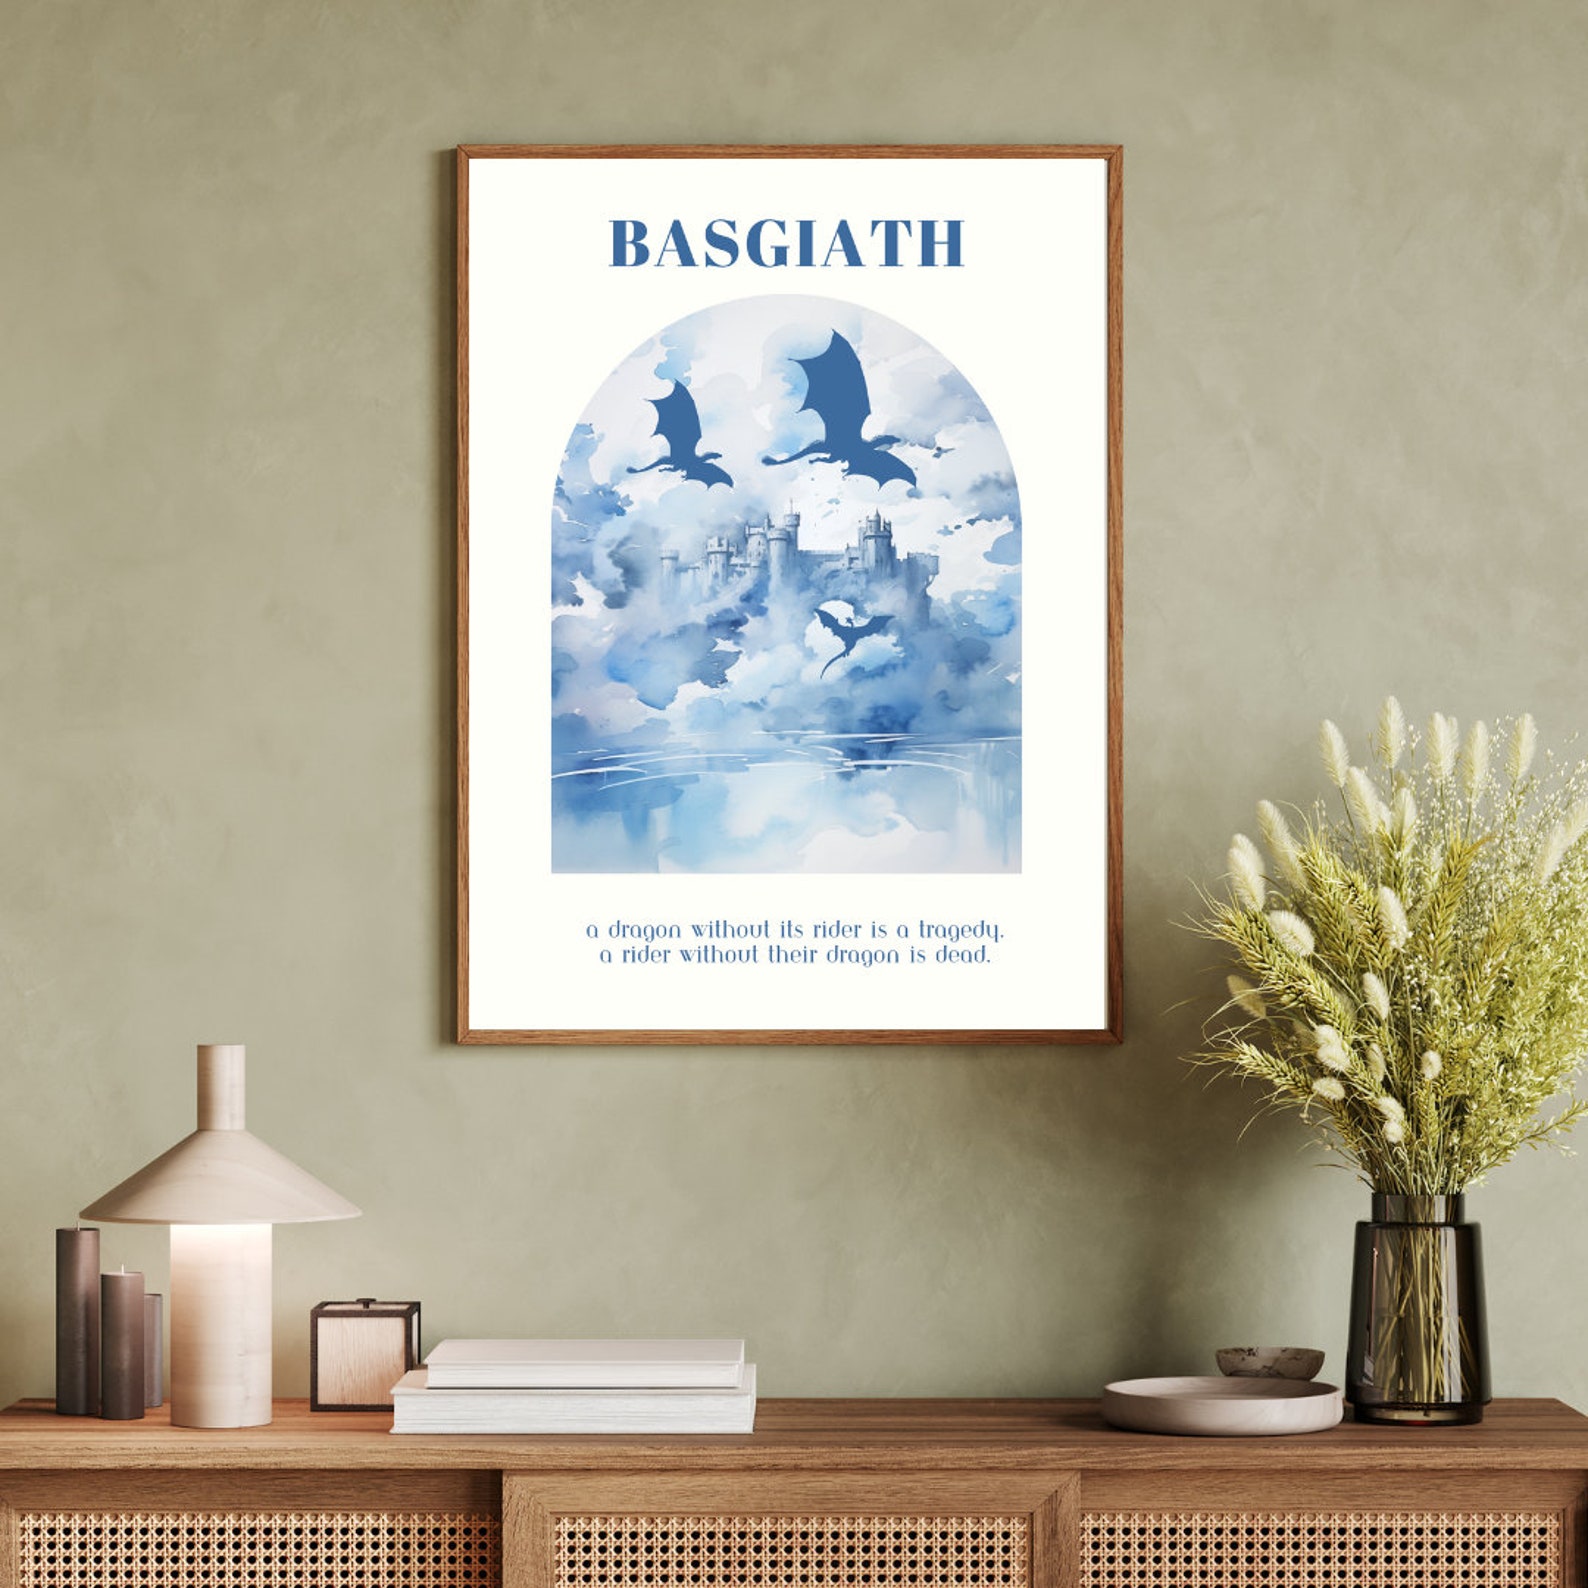 BASGIATH
a dragon without its rider is a tragedy.
a rider without their dragon is dead.